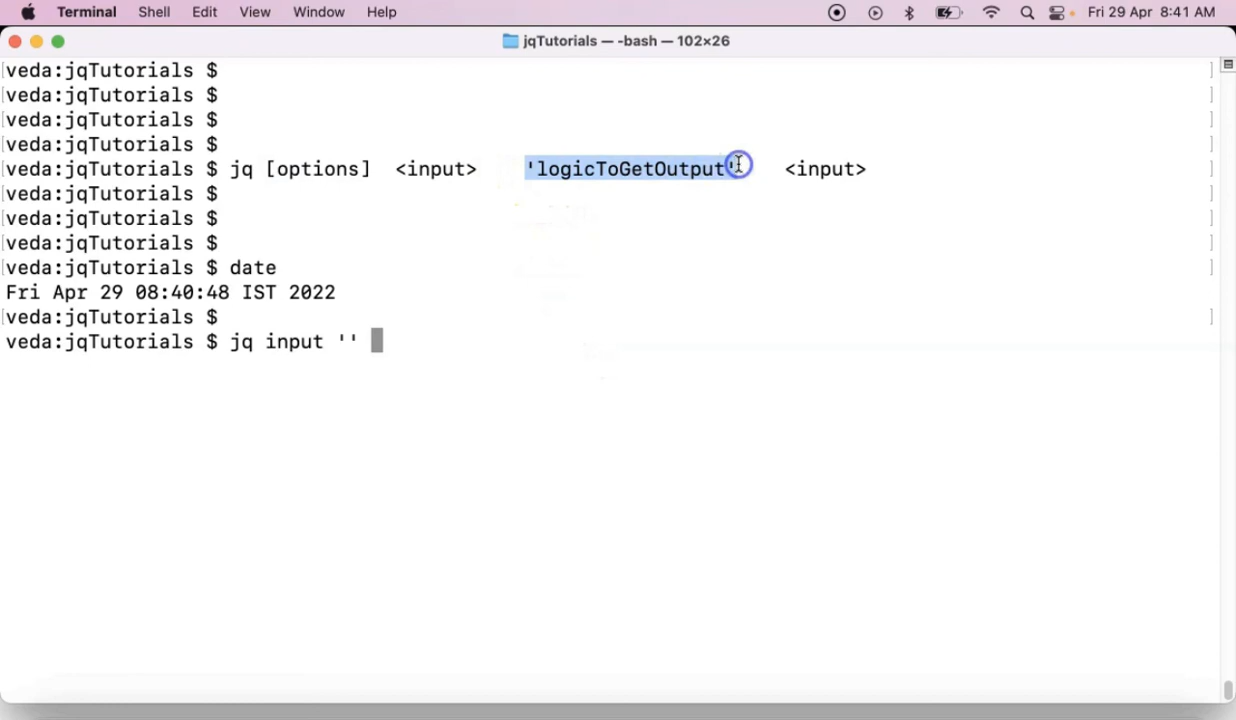 Terminal Shell Edit View Window Help Fri 29 Apr 8:41 AM
jqTutorials — -bash — 102×26
[veda:jqTutorials $ ]
[veda:jqTutorials $ ]
[veda:jqTutorials $ ]
[veda:jqTutorials $ ]
[veda:jqTutorials $ jq [options] <input> 'logicToGetOutput' <input> ]
[veda:jqTutorials $ ]
[veda:jqTutorials $ ]
[veda:jqTutorials $ ]
[veda:jqTutorials $ date ]
Fri Apr 29 08:40:48 IST 2022
[veda:jqTutorials $ ]
veda:jqTutorials $ jq input ''